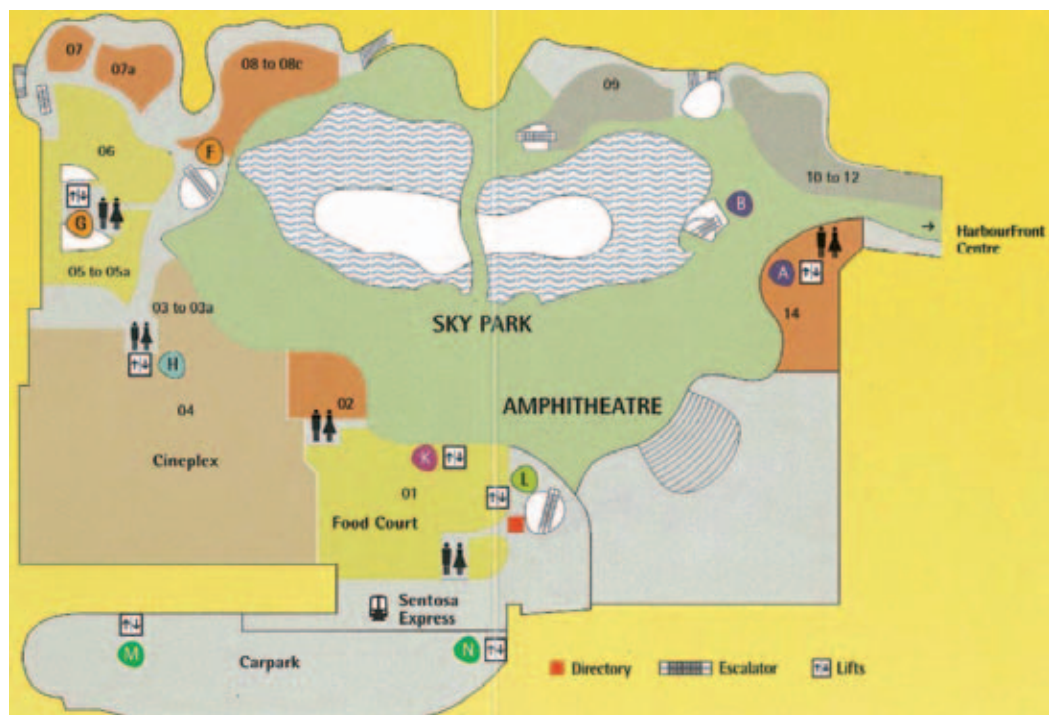 07
07a
08 to 08c
09
06
F
10 to 12
B
G
HarbourFront
Centre
05 to 05a
A
03 to 03a
14
SKY PARK
H
02
04
AMPHITHEATRE
Cineplex
K
L
01
Food Court
Sentosa
Express
M
N
Carpark
Directory
Escalator
Lifts